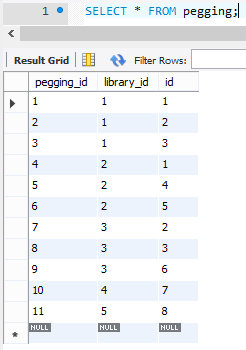 1 SELECT * FROM pegging;
Result Grid Filter Rows:
pegging_id library_id id
1 1 1
2 1 2
3 1 3
4 2 1
5 2 4
6 2 5
7 3 2
8 3 3
9 3 6
10 4 7
11 5 8
NULL NULL NULL